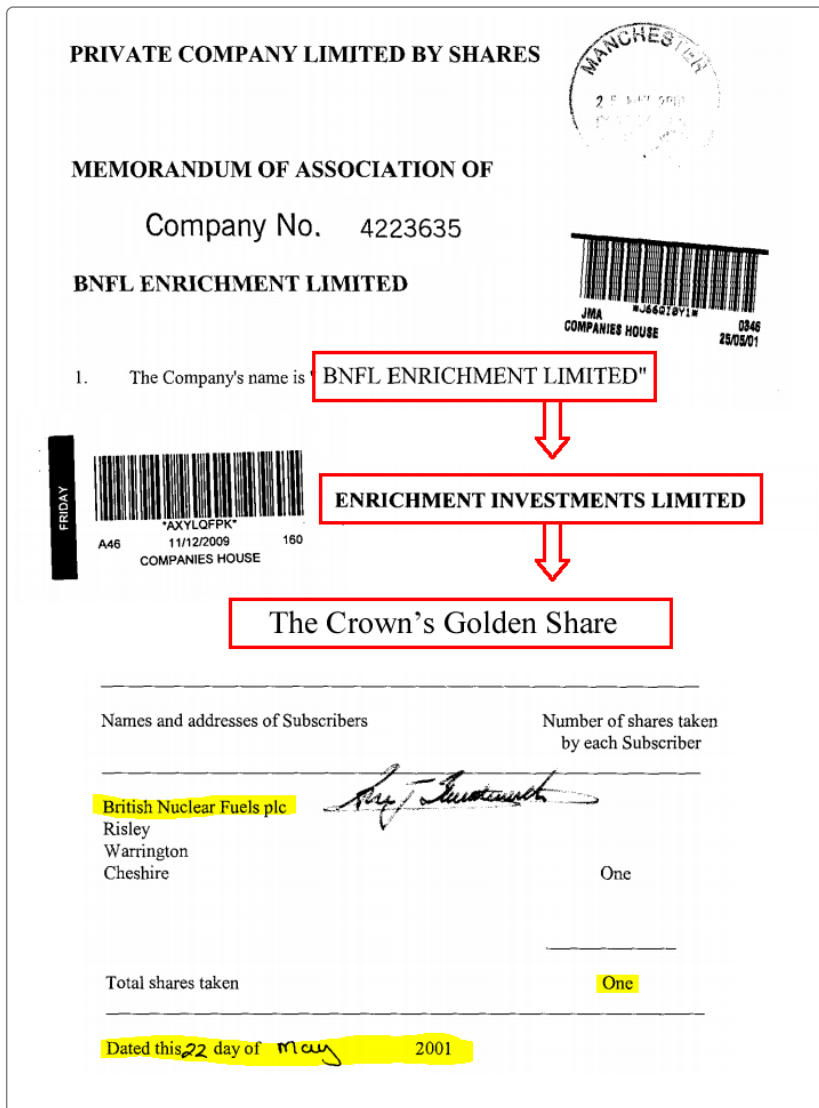 PRIVATE COMPANY LIMITED BY SHARES
MANCHESTER
MEMORANDUM OF ASSOCIATION OF
Company No. 4223635
BNFL ENRICHMENT LIMITED
JMA 0346
COMPANIES HOUSE 25/05/01
1. The Company's name is " BNFL ENRICHMENT LIMITED"
FRIDAY
*AXYLQFPK*
A46 11/12/2009 160
COMPANIES HOUSE
ENRICHMENT INVESTMENTS LIMITED
The Crown's Golden Share
Names and addresses of Subscribers Number of shares taken
by each Subscriber
British Nuclear Fuels plc
Risley
Warrington
Cheshire One
Total shares taken One
Dated this 22 day of May 2001